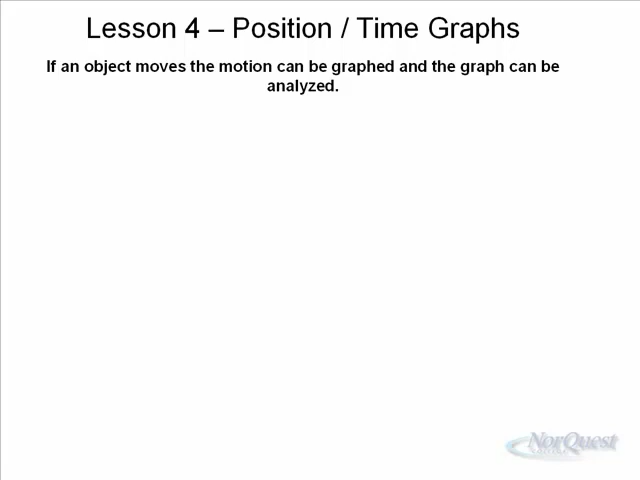 Lesson 4 – Position / Time Graphs
If an object moves the motion can be graphed and the graph can be
analyzed.
NorQuest